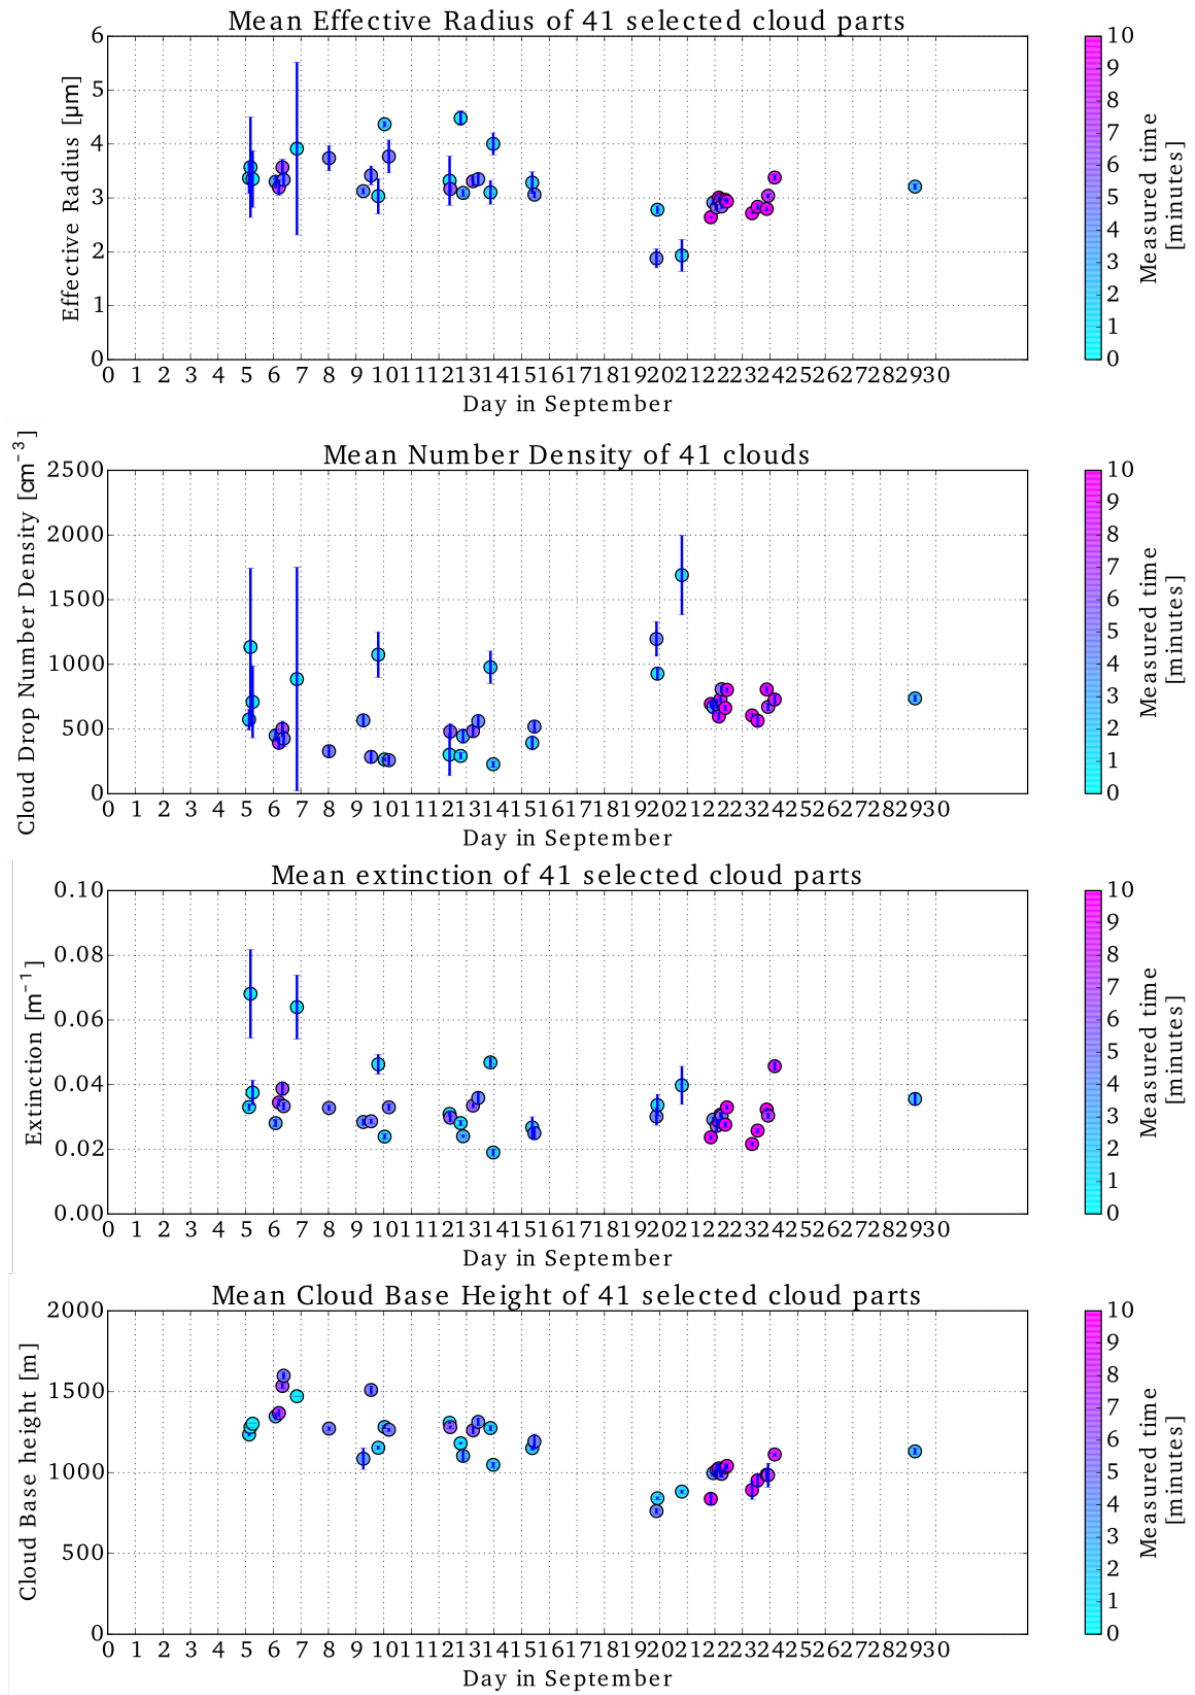 Mean Effective Radius of 41 selected cloud parts
Effective Radius [µm]
6
5
4
3
2
1
0
0 1 2 3 4 5 6 7 8 9 10 11 12 13 14 15 16 17 18 19 20 21 22 23 24 25 26 27 28 29 30
Day in September
10
9
8
7
6
5
4
3
2
1
0
Measured time
[minutes]
Mean Number Density of 41 clouds
Cloud Drop Number Density [cm⁻³]
2500
2000
1500
1000
500
0
0 1 2 3 4 5 6 7 8 9 10 11 12 13 14 15 16 17 18 19 20 21 22 23 24 25 26 27 28 29 30
Day in September
10
9
8
7
6
5
4
3
2
1
0
Measured time
[minutes]
Mean extinction of 41 selected cloud parts
Extinction [m⁻¹]
0.10
0.08
0.06
0.04
0.02
0.00
0 1 2 3 4 5 6 7 8 9 10 11 12 13 14 15 16 17 18 19 20 21 22 23 24 25 26 27 28 29 30
Day in September
10
9
8
7
6
5
4
3
2
1
0
Measured time
[minutes]
Mean Cloud Base Height of 41 selected cloud parts
Cloud Base height [m]
2000
1500
1000
500
0
0 1 2 3 4 5 6 7 8 9 10 11 12 13 14 15 16 17 18 19 20 21 22 23 24 25 26 27 28 29 30
Day in September
10
9
8
7
6
5
4
3
2
1
0
Measured time
[minutes]